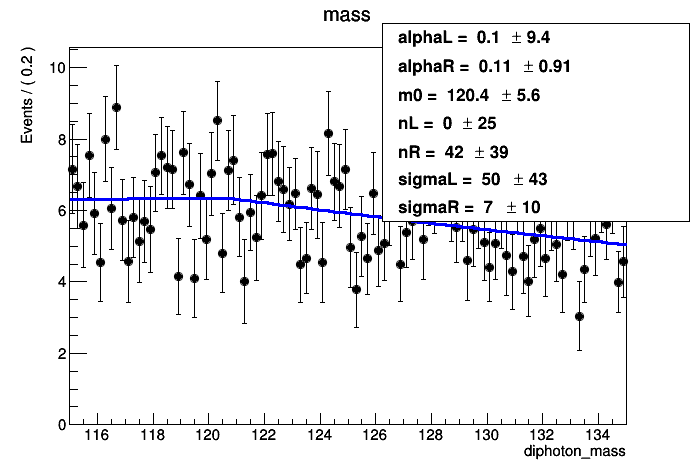 mass
alphaL = 0.1 ± 9.4
alphaR = 0.11 ± 0.91
m0 = 120.4 ± 5.6
nL = 0 ± 25
nR = 42 ± 39
sigmaL = 50 ± 43
sigmaR = 7 ± 10
Events / ( 0.2 )
10
8
6
4
2
0
116 118 120 122 124 126 128 130 132 134
diphoton_mass